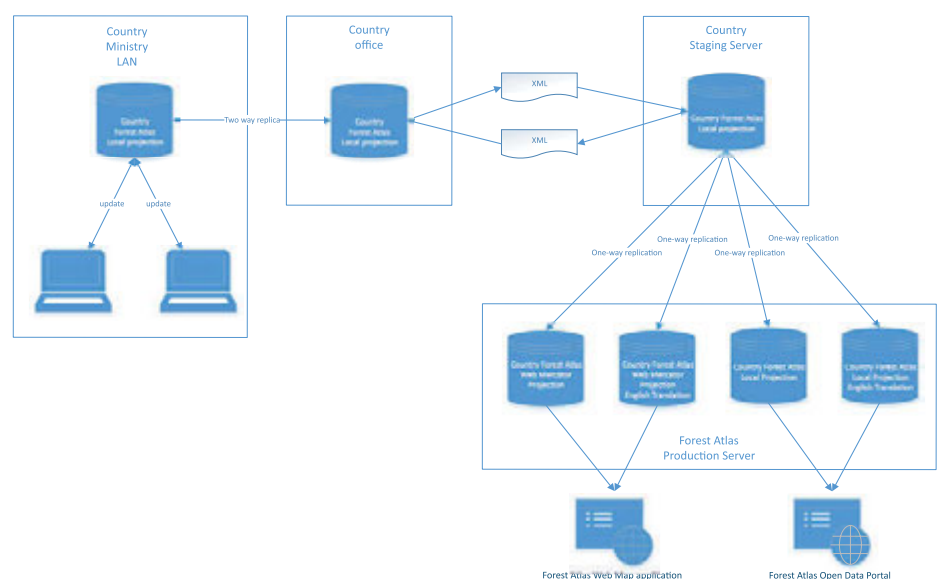 Country
Ministry
LAN
Country
office
Country
Staging Server
XML
XML
Country
Forest Atlas
Local projection
Two way replica
Country
Forest Atlas
Local projection
Country Forest Atlas
Local projection
update
update
One-way replication
One-way replication
One-way replication
One-way replication
Country Forest Atlas
Web Mercator
Projection
Country Forest Atlas
Web Mercator
Projection
English Translation
Country Forest Atlas
Local Projection
Country Forest Atlas
Local Projection
English Translation
Forest Atlas
Production Server
Forest Atlas Web Map application
Forest Atlas Open Data Portal